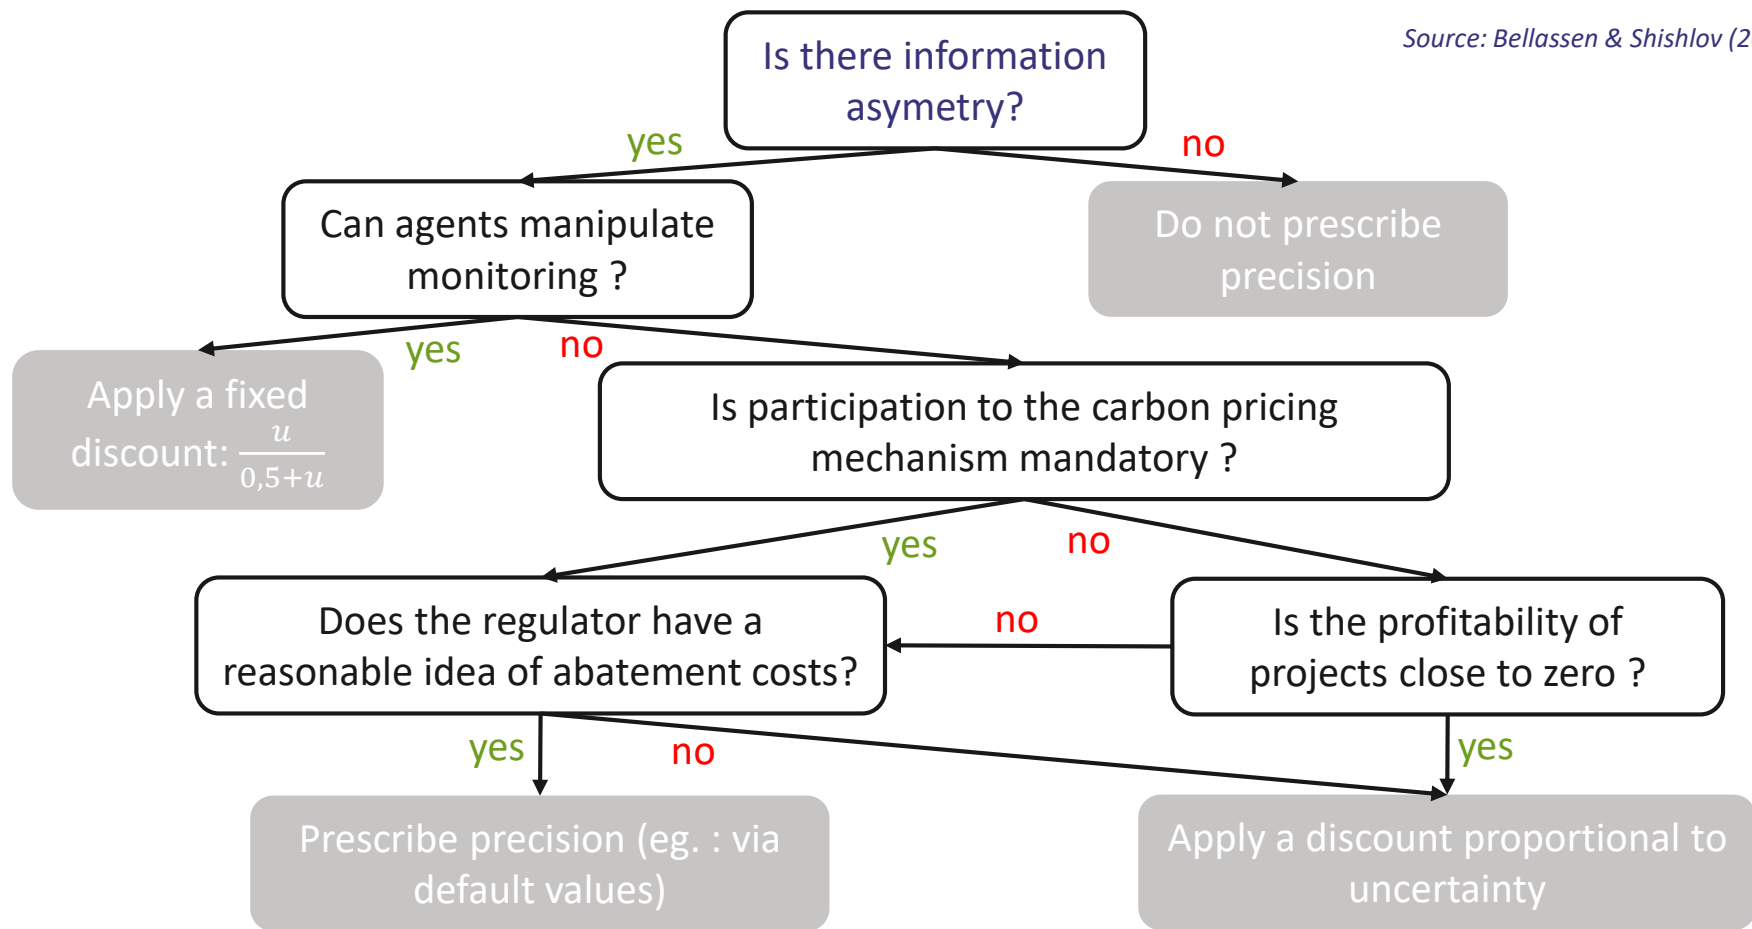 Source: Bellassen & Shishlov (2
Is there information
asymetry?
yes
no
Can agents manipulate
monitoring ?
Do not prescribe
precision
yes
no
Apply a fixed
discount: u/(0,5+u)
Is participation to the carbon pricing
mechanism mandatory ?
yes
no
Does the regulator have a
reasonable idea of abatement costs?
no
Is the profitability of
projects close to zero ?
yes
no
yes
Prescribe precision (eg. : via
default values)
Apply a discount proportional to
uncertainty